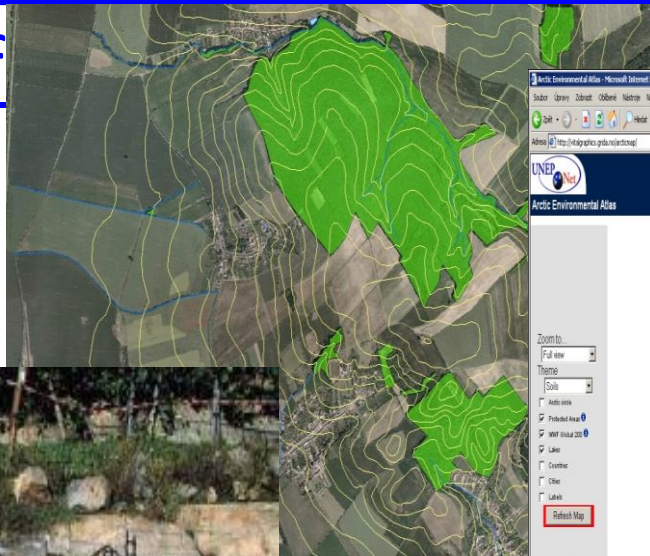 Arctic Environmental Atlas - Microsoft Internet
Soubor Úpravy Zobrazit Oblíbené Nástroje
Zpět Hledat
Adresa http://vitalgraphics.grida.no/arcticmap/
UNEP
Net
Arctic Environmental Atlas
Zoom to...
Full view
Theme
Soils
Arctic circle
Protected Areas
WWF Global 200
Lakes
Countries
Cities
Labels
Refresh Map